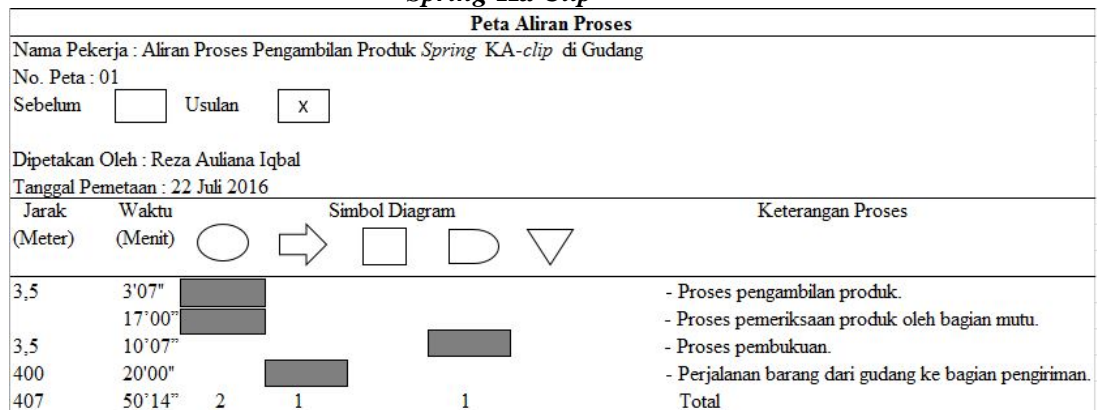 Spring Ka-Clip
Peta Aliran Proses
Nama Pekerja : Aliran Proses Pengambilan Produk Spring KA-clip di Gudang
No. Peta : 01
Sebelum Usulan X
Dipetakan Oleh : Reza Auliana Iqbal
Tanggal Pemetaan : 22 Juli 2016
Jarak Waktu Simbol Diagram Keterangan Proses
(Meter) (Menit)
3,5 3'07" - Proses pengambilan produk.
17'00" - Proses pemeriksaan produk oleh bagian mutu.
3,5 10'07" - Proses pembukuan.
400 20'00" - Perjalanan barang dari gudang ke bagian pengiriman.
407 50'14" 2 1 1 Total